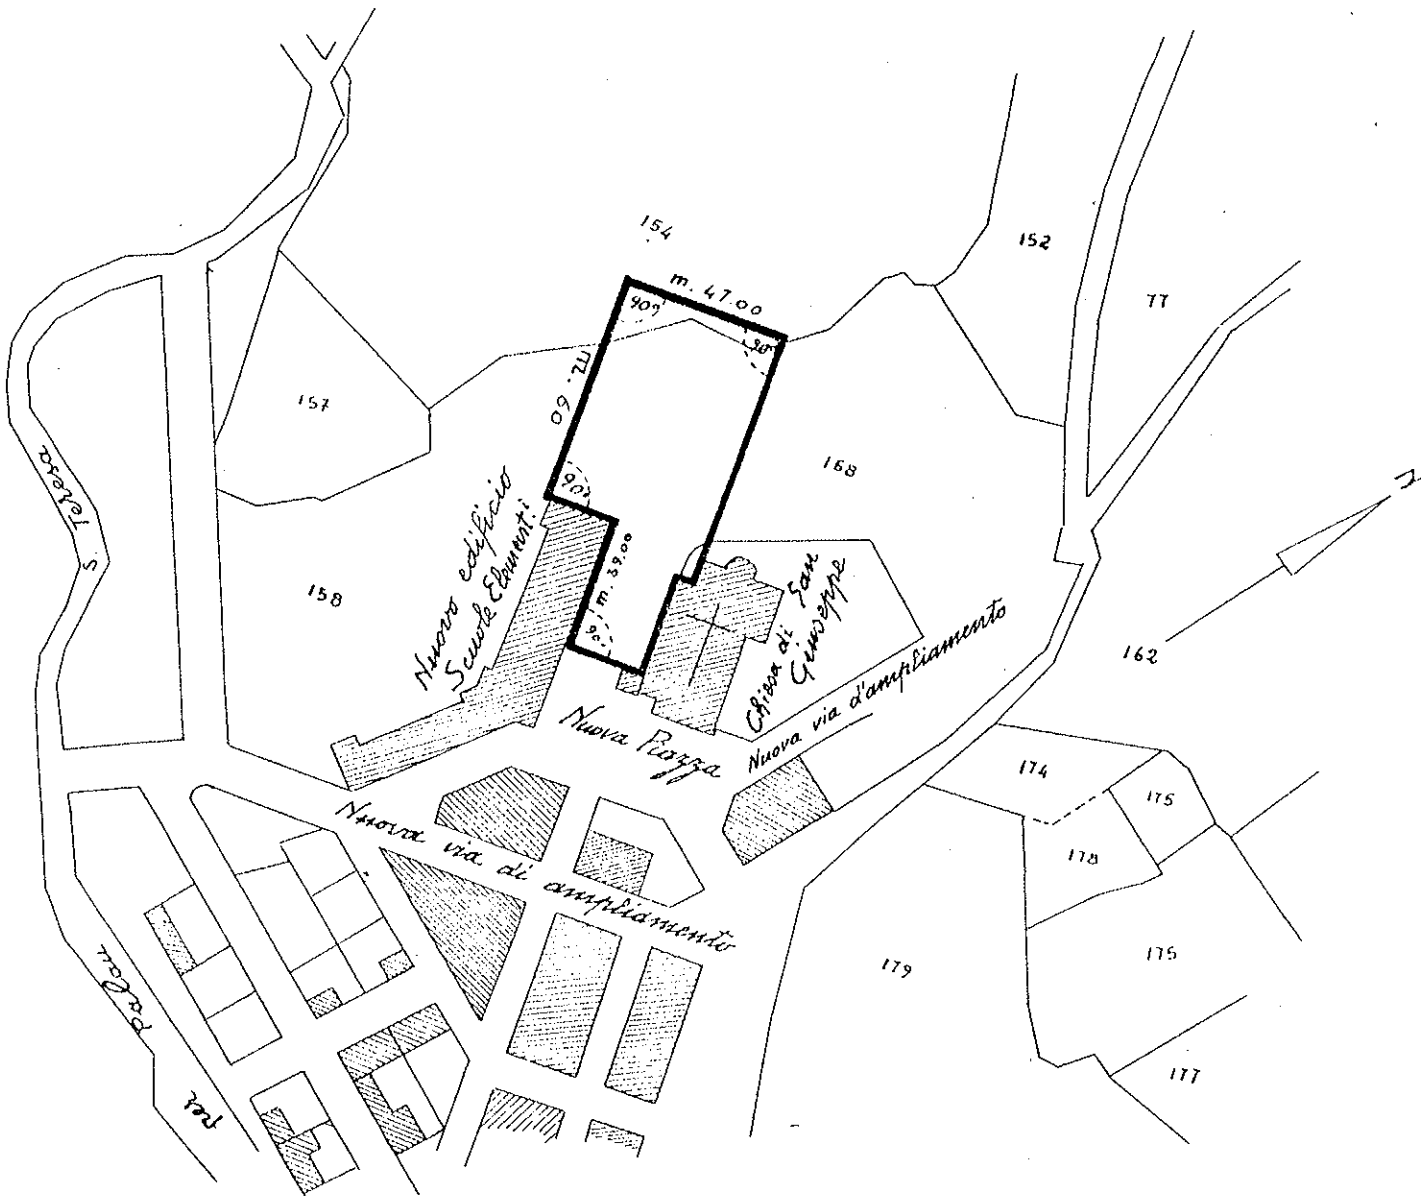 154
m. 47.00
90°
90°
m. 60
90°
152
77
157
168
158
S. Teresa
Nuovo edificio
Scuole Element.i
m. 39.00
90°
Chiesa di San
Giuseppe
162
Nuova Piazza
Nuova via d'ampliamento
Nuova via di ampliamento
174
175
178
175
179
177
per
Palau